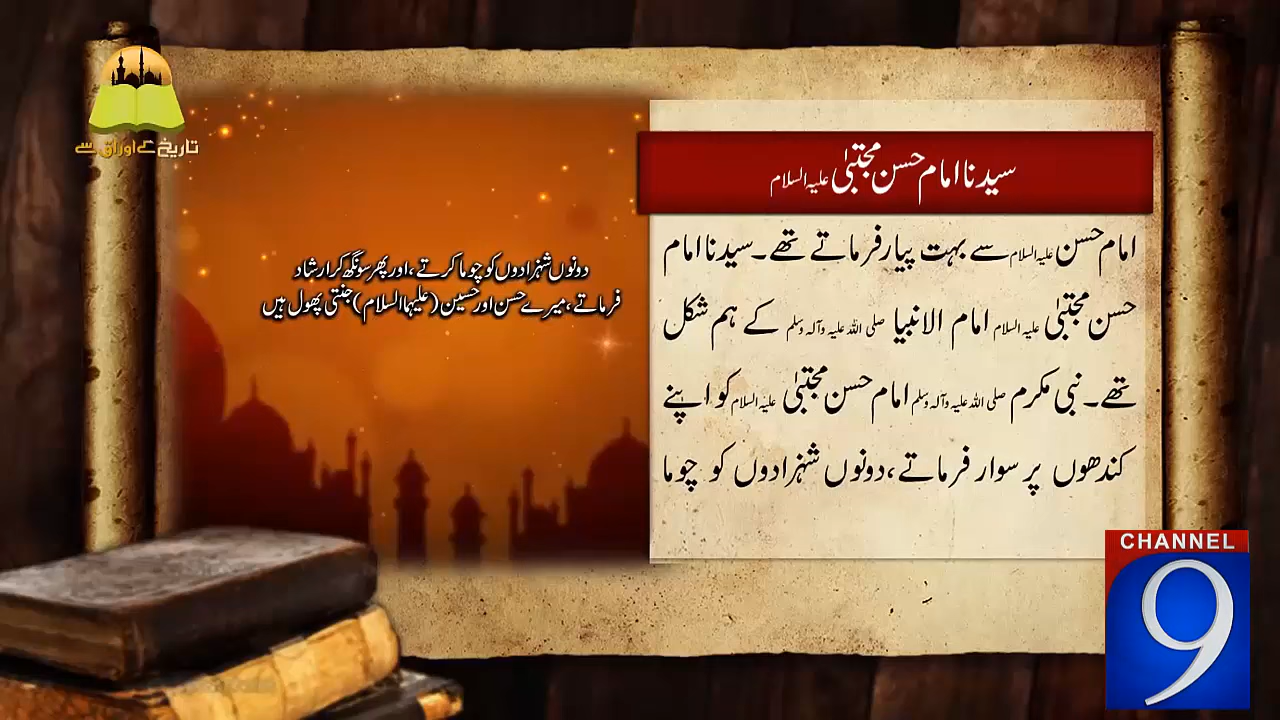 تاریخ کے اوراق سے
سیدنا امام حسن مجتبیٰ علیہ السلام
امام حسن علیہ السلام سے بہت پیار فرماتے تھے۔ سیدنا امام
حسن مجتبیٰ علیہ السلام امام الانبیا صلی اللہ علیہ وآلہ وسلم کے ہم شکل
تھے۔ نبی مکرم صلی اللہ علیہ وآلہ وسلم امام حسن مجتبیٰ علیہ السلام کو اپنے
کندھوں پر سوار فرماتے، دونوں شہزادوں کو چوما
دونوں شہزادوں کو چوما کرتے، اور پھر سونگھ کر ارشاد
فرماتے، میرے حسن اور حسین (علیہما السلام) جنتی پھول ہیں
CHANNEL
9